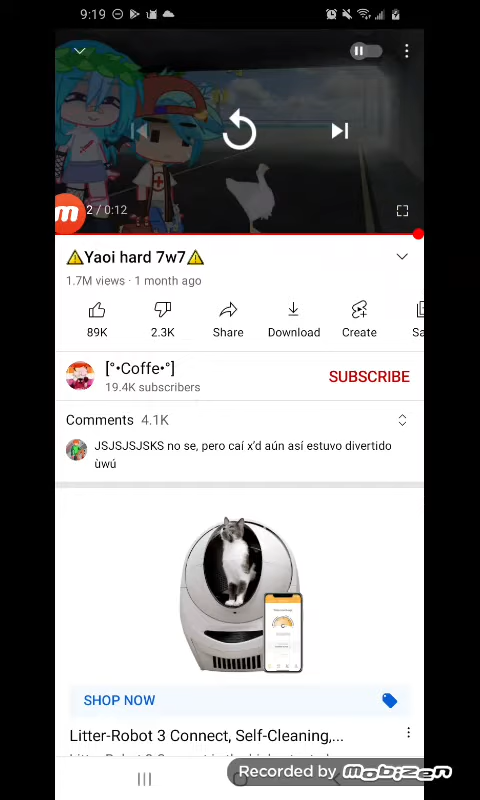 9:19
m
2 / 0:12
⚠Yaoi hard 7w7⚠
1.7M views · 1 month ago
89K
2.3K
Share
Download
Create
Sa
[°•Coffe•°]
19.4K subscribers
SUBSCRIBE
Comments 4.1K
JSJSJSJSKS no se, pero caí x'd aún así estuvo divertido
ùwú
SHOP NOW
Litter-Robot 3 Connect, Self-Cleaning,...
Recorded by Mobizen